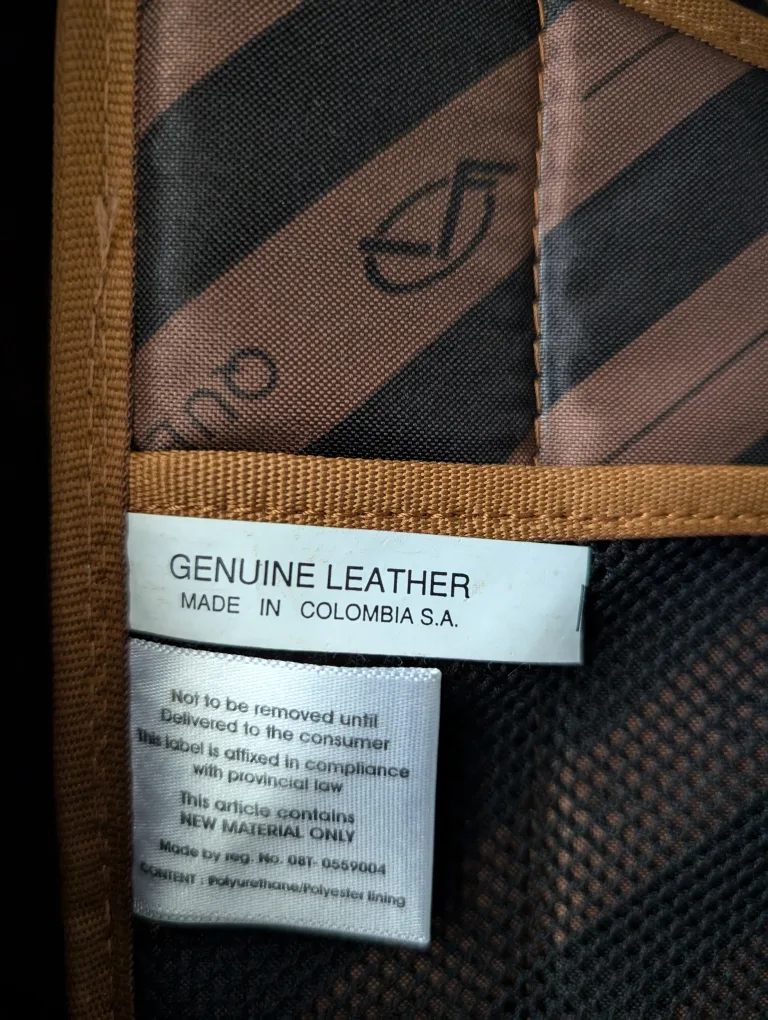 GENUINE LEATHER
MADE IN COLOMBIA S.A.
Not to be removed until
Delivered to the consumer
This label is affixed in compliance
with provincial law
This article contains
NEW MATERIAL ONLY
Made by reg. No. 08T- 0559004
CONTENT : Polyurethane/Polyester lining